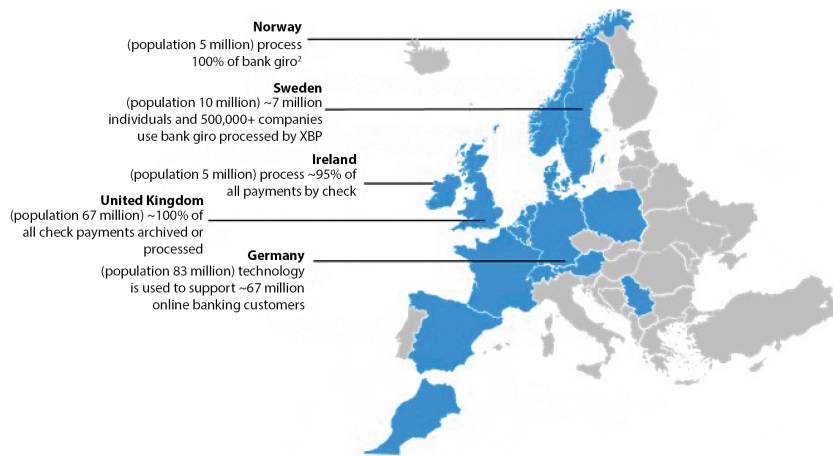 Norway
(population 5 million) process
100% of bank giro²
Sweden
(population 10 million) ~7 million
individuals and 500,000+ companies
use bank giro processed by XBP
Ireland
(population 5 million) process ~95% of
all payments by check
United Kingdom
(population 67 million) ~100% of
all check payments archived or
processed
Germany
(population 83 million) technology
is used to support ~67 million
online banking customers